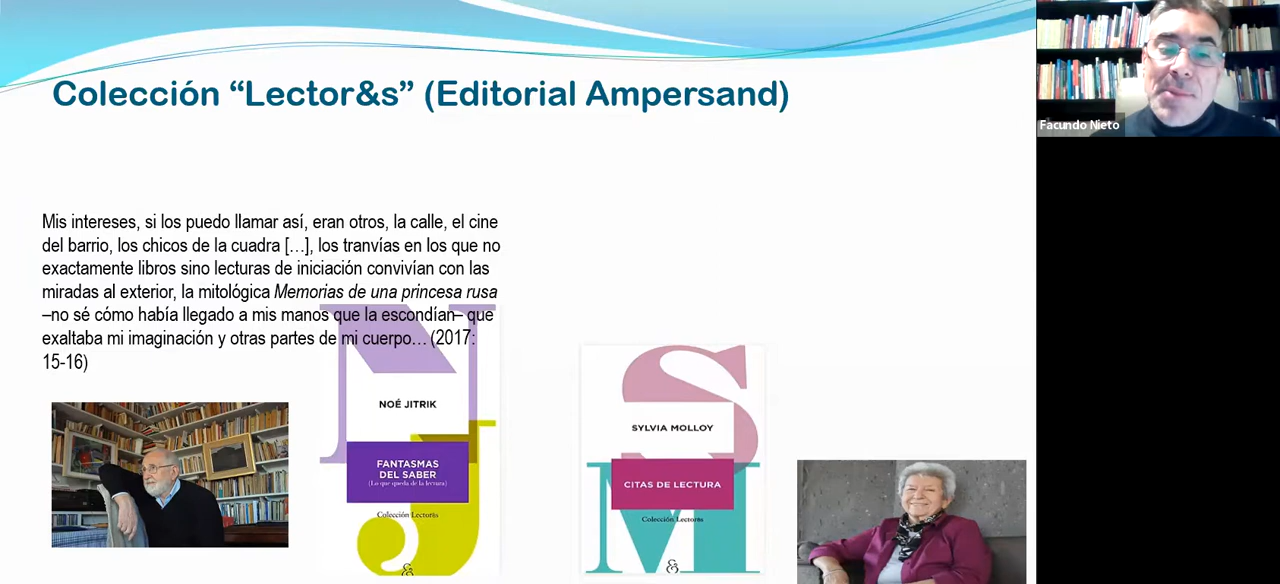 Colección “Lector&s” (Editorial Ampersand)
Facundo Nieto
Mis intereses, si los puedo llamar así, eran otros, la calle, el cine
del barrio, los chicos de la cuadra […], los tranvías en los que no
exactamente libros sino lecturas de iniciación convivían con las
miradas al exterior, la mitológica Memorias de una princesa rusa
–no sé cómo había llegado a mis manos que la escondían– que
exaltaba mi imaginación y otras partes de mi cuerpo… (2017:
15-16)
N
NOÉ JITRIK
FANTASMAS
DEL SABER
(Lo que queda de la lectura)
Colección Lector&s
J
&
S
SYLVIA MOLLOY
CITAS DE LECTURA
Colección Lector&s
M
&